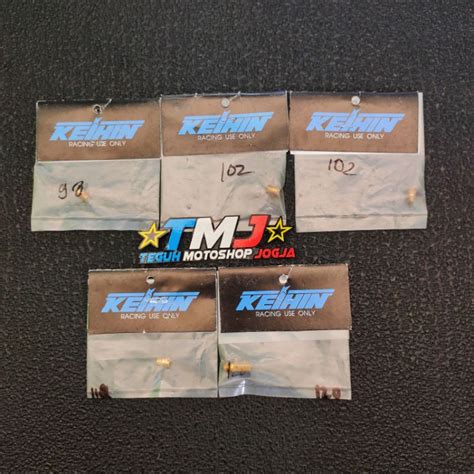 KEIHIN
RACING USE ONLY
98
KEIHIN
RACING USE ONLY
102
KEIHIN
RACING USE ONLY
102
TMJ
TEGUH MOTOSHOP JOGJA
KEIHIN
RACING USE ONLY
KEIHIN
RACING USE ONLY